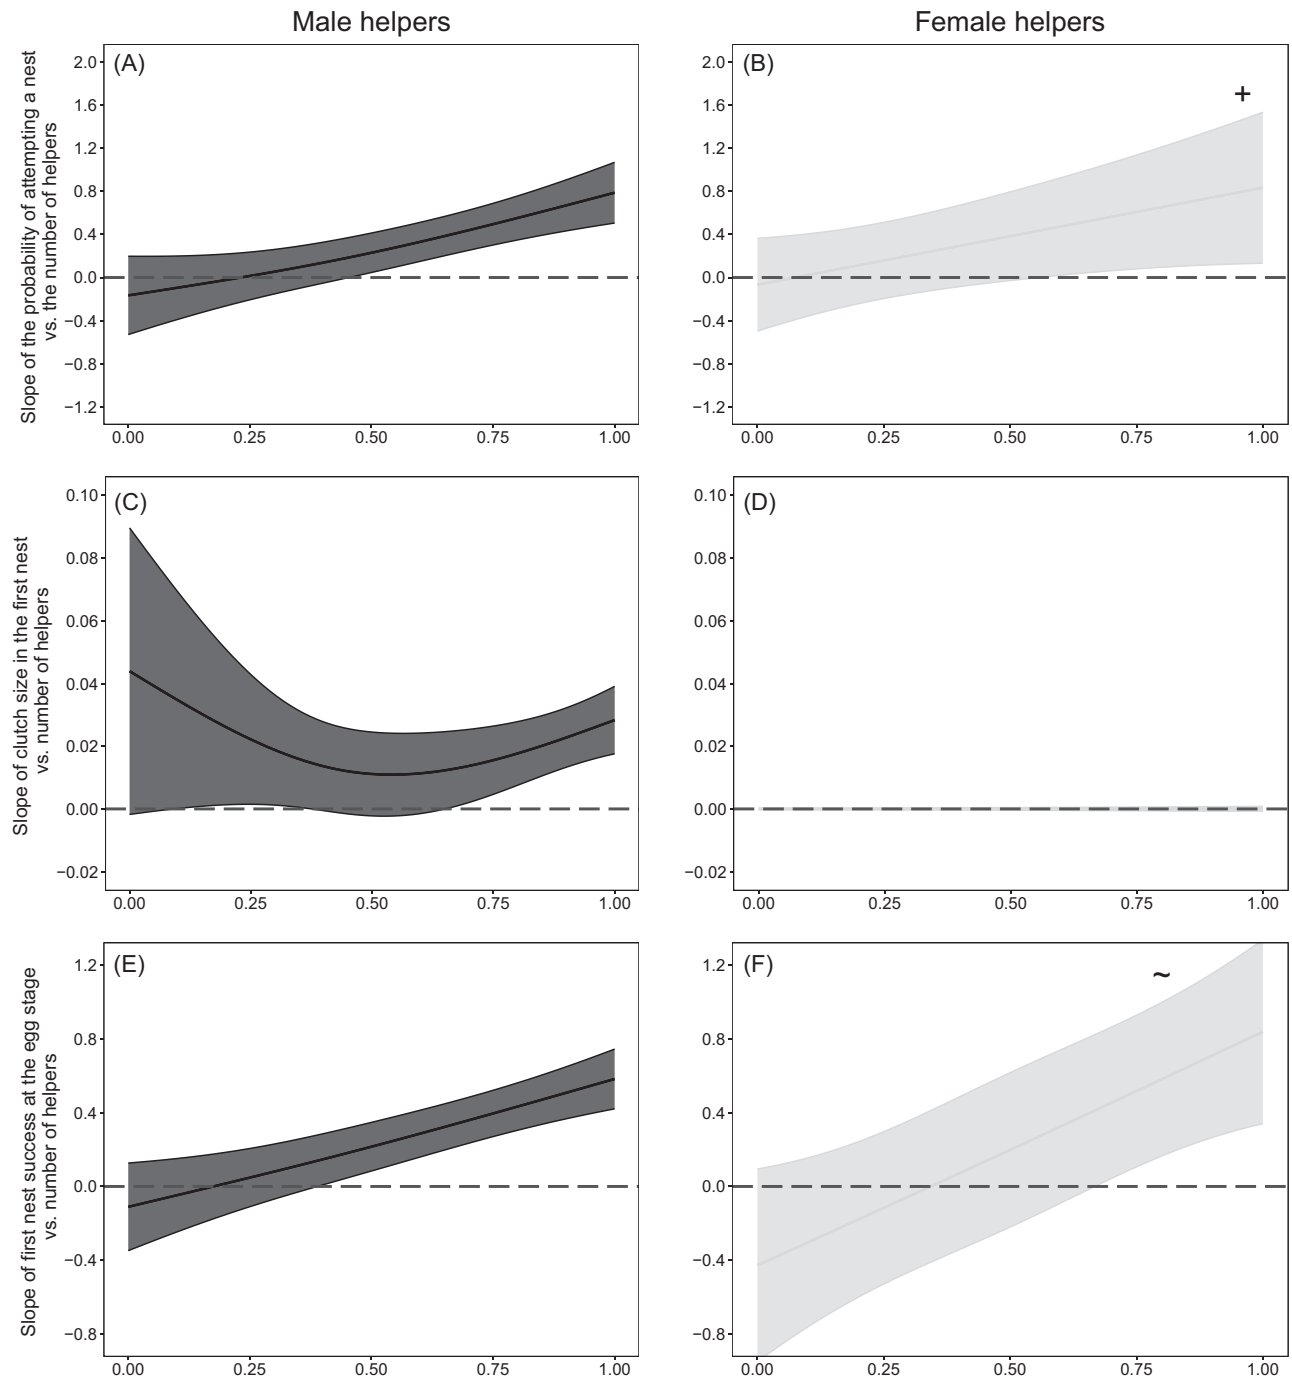 Male helpers
Female helpers
Slope of the probability of attempting a nest
vs. the number of helpers
(A)
2.0
1.6
1.2
0.8
0.4
0.0
−0.4
−0.8
−1.2
0.00 0.25 0.50 0.75 1.00
(B)
+
2.0
1.6
1.2
0.8
0.4
0.0
−0.4
−0.8
−1.2
0.00 0.25 0.50 0.75 1.00
Slope of clutch size in the first nest
vs. number of helpers
(C)
0.10
0.08
0.06
0.04
0.02
0.00
−0.02
0.00 0.25 0.50 0.75 1.00
(D)
0.10
0.08
0.06
0.04
0.02
0.00
−0.02
0.00 0.25 0.50 0.75 1.00
Slope of first nest success at the egg stage
vs. number of helpers
(E)
1.2
0.8
0.4
0.0
−0.4
−0.8
0.00 0.25 0.50 0.75 1.00
(F)
~
1.2
0.8
0.4
0.0
−0.4
−0.8
0.00 0.25 0.50 0.75 1.00